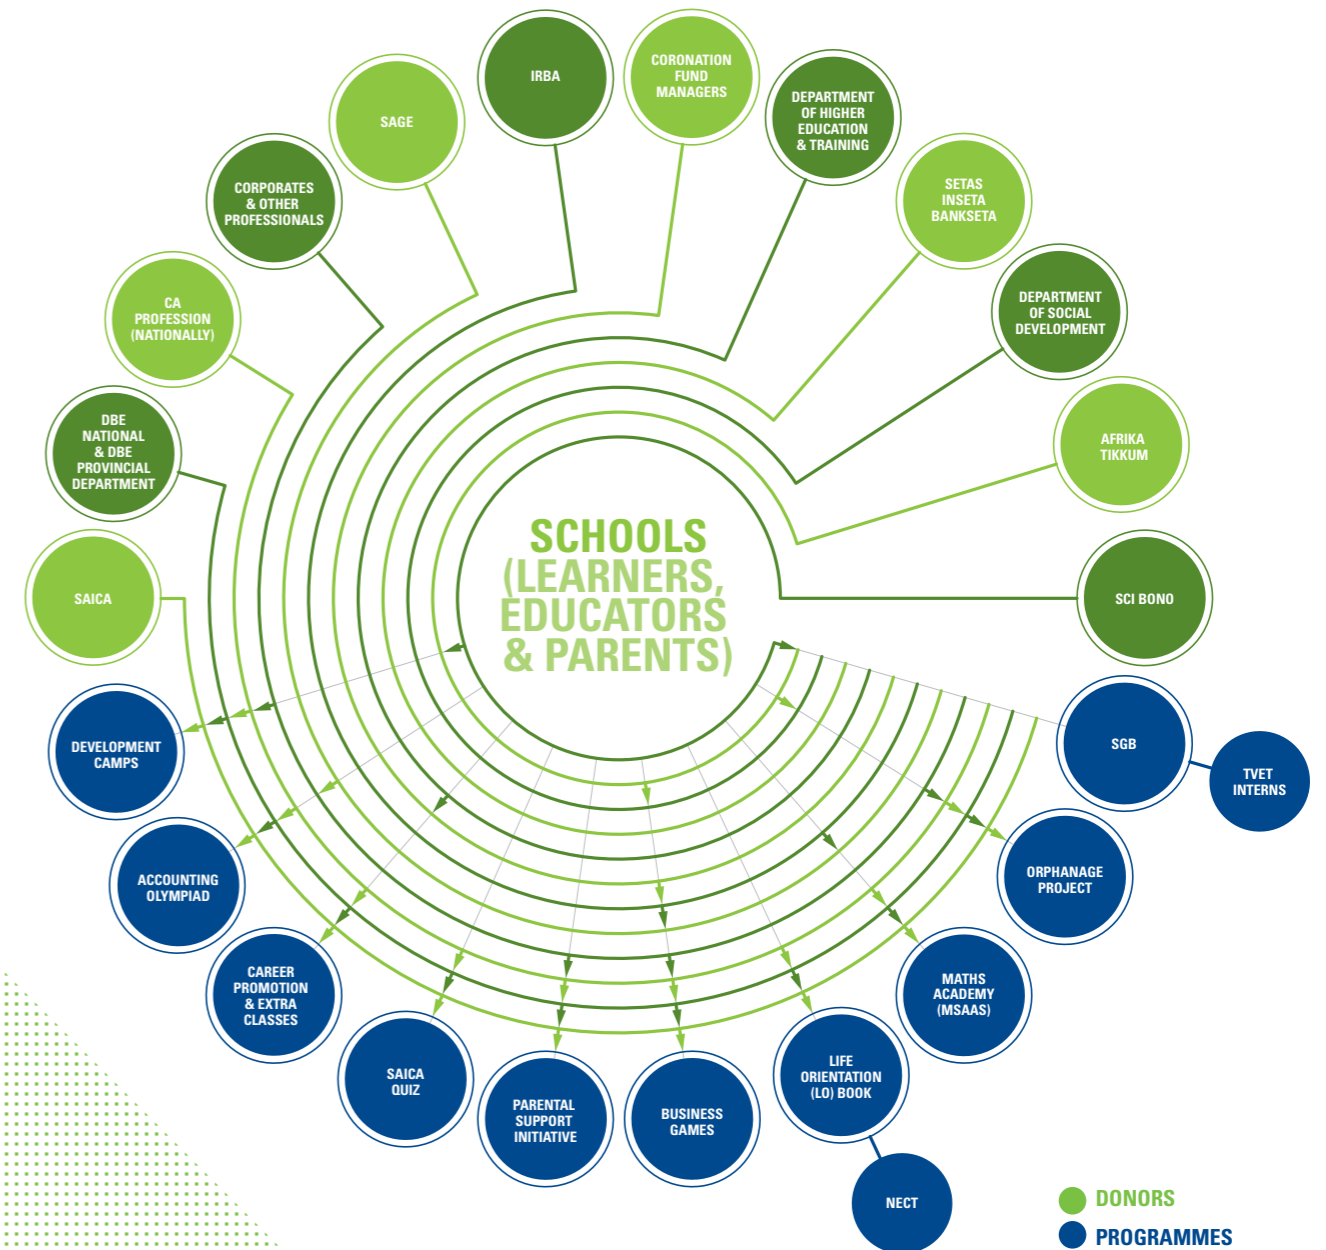 IRBA
CORONATION
FUND
MANAGERS
DEPARTMENT
OF HIGHER
EDUCATION
& TRAINING
SAGE
SETAS
INSETA
BANKSETA
CORPORATES
& OTHER
PROFESSIONALS
DEPARTMENT
OF SOCIAL
DEVELOPMENT
CA
PROFESSION
(NATIONALLY)
AFRIKA
TIKKUM
DBE
NATIONAL
& DBE
PROVINCIAL
DEPARTMENT
SCHOOLS
(LEARNERS,
EDUCATORS
& PARENTS)
SAICA
SCI BONO
DEVELOPMENT
CAMPS
SGB
TVET
INTERNS
ACCOUNTING
OLYMPIAD
ORPHANAGE
PROJECT
CAREER
PROMOTION
& EXTRA
CLASSES
MATHS
ACADEMY
(MSAAS)
SAICA
QUIZ
PARENTAL
SUPPORT
INITIATIVE
BUSINESS
GAMES
LIFE
ORIENTATION
(LO) BOOK
NECT
DONORS
PROGRAMMES